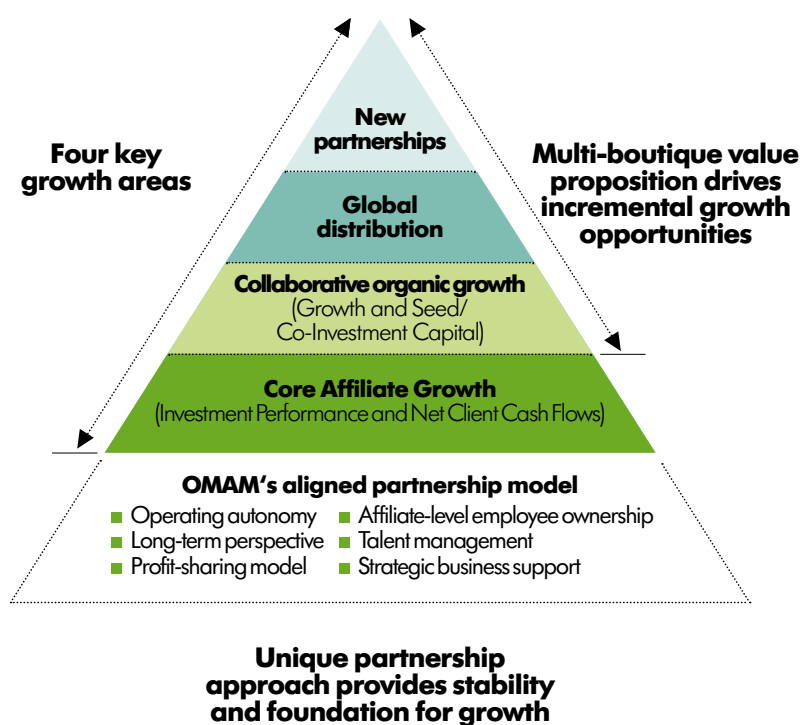 New
partnerships
Four key
growth areas
Multi-boutique value
proposition drives
incremental growth
opportunities
Global
distribution
Collaborative organic growth
(Growth and Seed/
Co-Investment Capital)
Core Affiliate Growth
(Investment Performance and Net Client Cash Flows)
OMAM‘s aligned partnership model
Operating autonomy
Long-term perspective
Profit-sharing model
Affiliate-level employee ownership
Talent management
Strategic business support
Unique partnership
approach provides stability
and foundation for growth